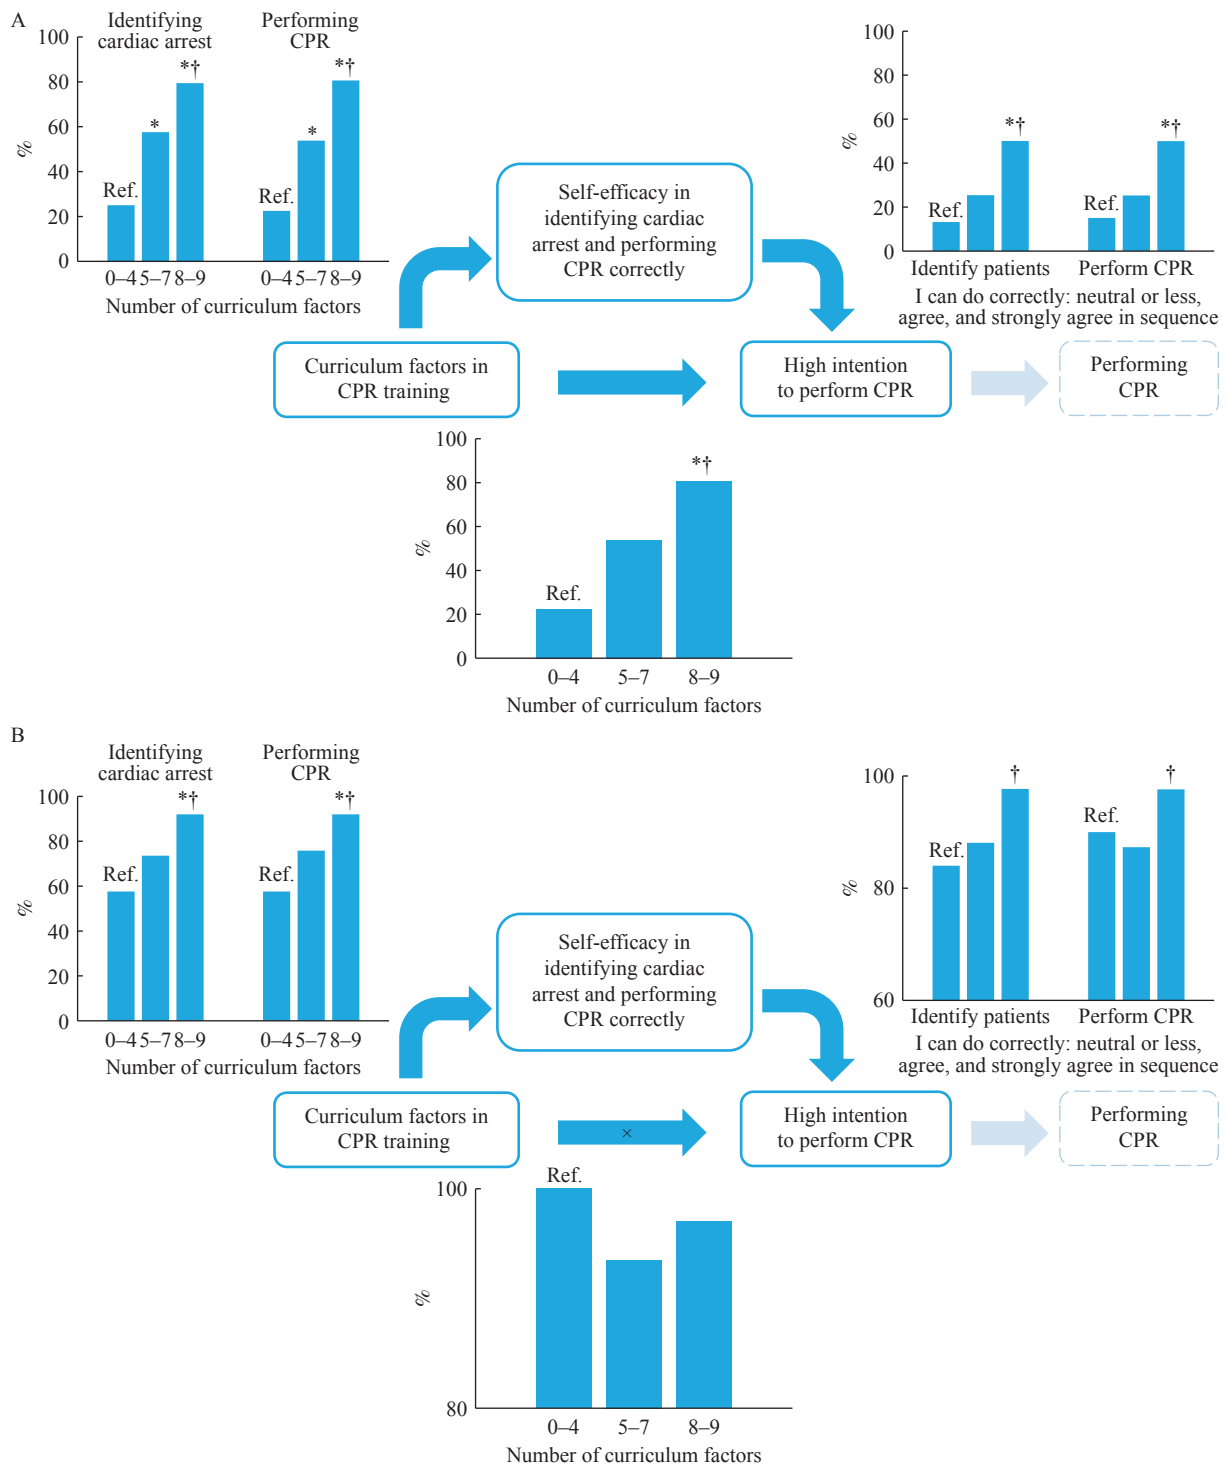 A
Identifying
cardiac arrest
Performing
CPR
100
80
60
40
20
0
%
Ref.
*
*†
Ref.
*
*†
0–4 5–7 8–9
0–4 5–7 8–9
Number of curriculum factors
Self-efficacy in
identifying cardiac
arrest and performing
CPR correctly
100
80
60
40
20
0
%
Ref.
*†
Ref.
*†
Identify patients
Perform CPR
I can do correctly: neutral or less,
agree, and strongly agree in sequence
Curriculum factors in
CPR training
High intention
to perform CPR
Performing
CPR
100
80
60
40
20
0
%
Ref.
*†
0–4
5–7
8–9
Number of curriculum factors
B
Identifying
cardiac arrest
Performing
CPR
100
80
60
40
20
0
%
Ref.
*†
Ref.
*†
0–4 5–7 8–9
0–4 5–7 8–9
Number of curriculum factors
Self-efficacy in
identifying cardiac
arrest and performing
CPR correctly
100
80
60
%
Ref.
†
Ref.
†
Identify patients
Perform CPR
I can do correctly: neutral or less,
agree, and strongly agree in sequence
Curriculum factors in
CPR training
×
High intention
to perform CPR
Performing
CPR
100
80
%
Ref.
0–4
5–7
8–9
Number of curriculum factors